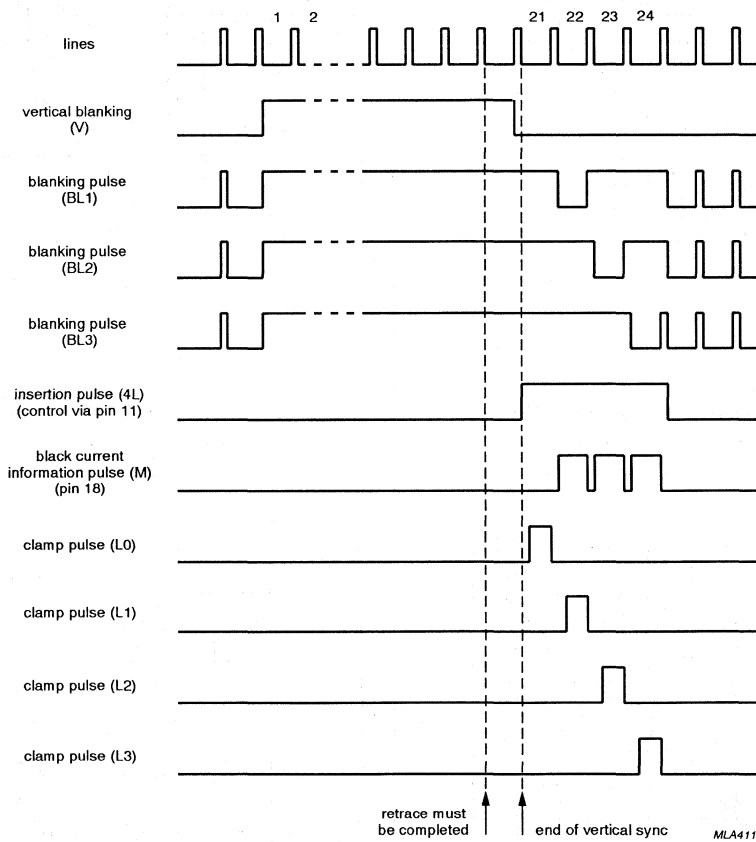 21 22 23 24
1 2
lines
vertical blanking
(V)
blanking pulse
(BL1)
blanking pulse
(BL2)
blanking pulse
(BL3)
insertion pulse (4L)
(control via pin 11)
black current
information pulse (M)
(pin 18)
clamp pulse (L0)
clamp pulse (L1)
clamp pulse (L2)
clamp pulse (L3)
retrace must
be completed
end of vertical sync
MLA411